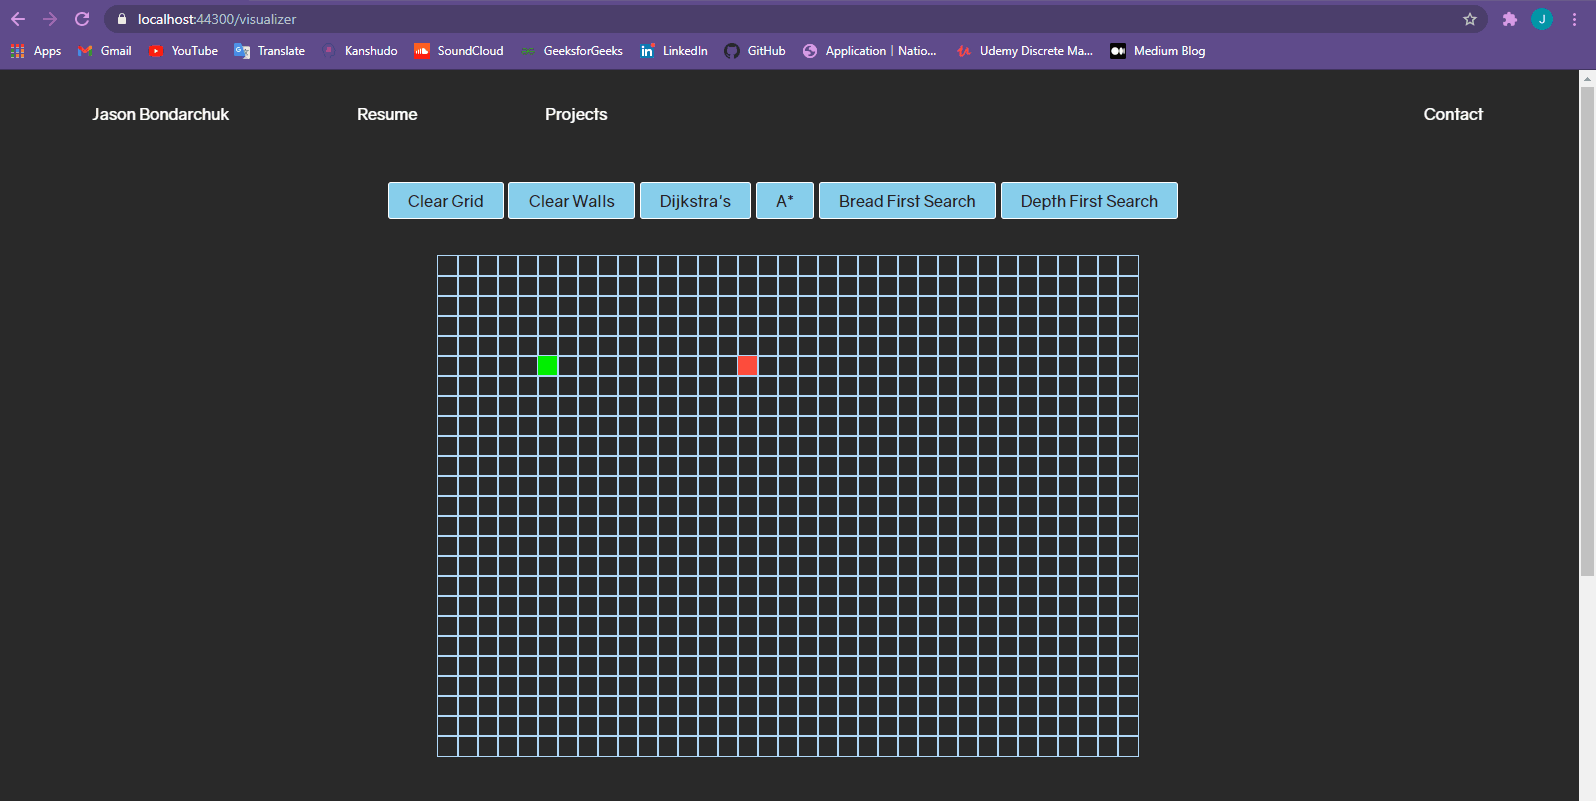 localhost:44300/visualizer
J
Apps Gmail YouTube Translate Kanshudo SoundCloud GeeksforGeeks LinkedIn GitHub Application | Natio... Udemy Discrete Ma... Medium Blog
Jason Bondarchuk Resume Projects Contact
Clear Grid Clear Walls Dijkstra's A* Bread First Search Depth First Search